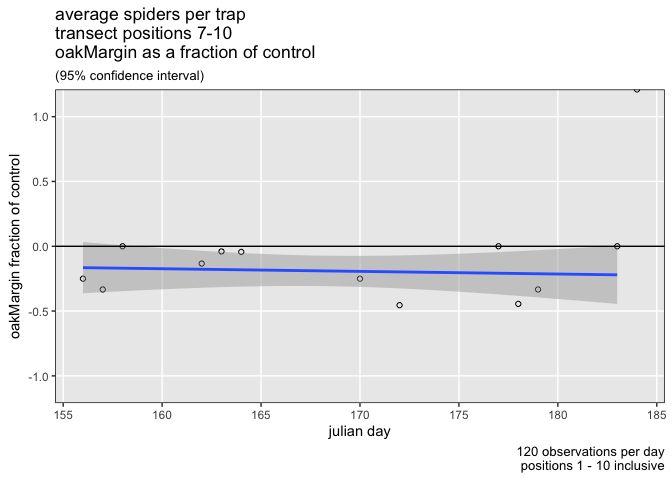 average spiders per trap
transect positions 7-10
oakMargin as a fraction of control
(95% confidence interval)
1.0
0.5
0.0
-0.5
-1.0
oakMargin fraction of control
155 160 165 170 175 180 185
julian day
120 observations per day
positions 1 - 10 inclusive